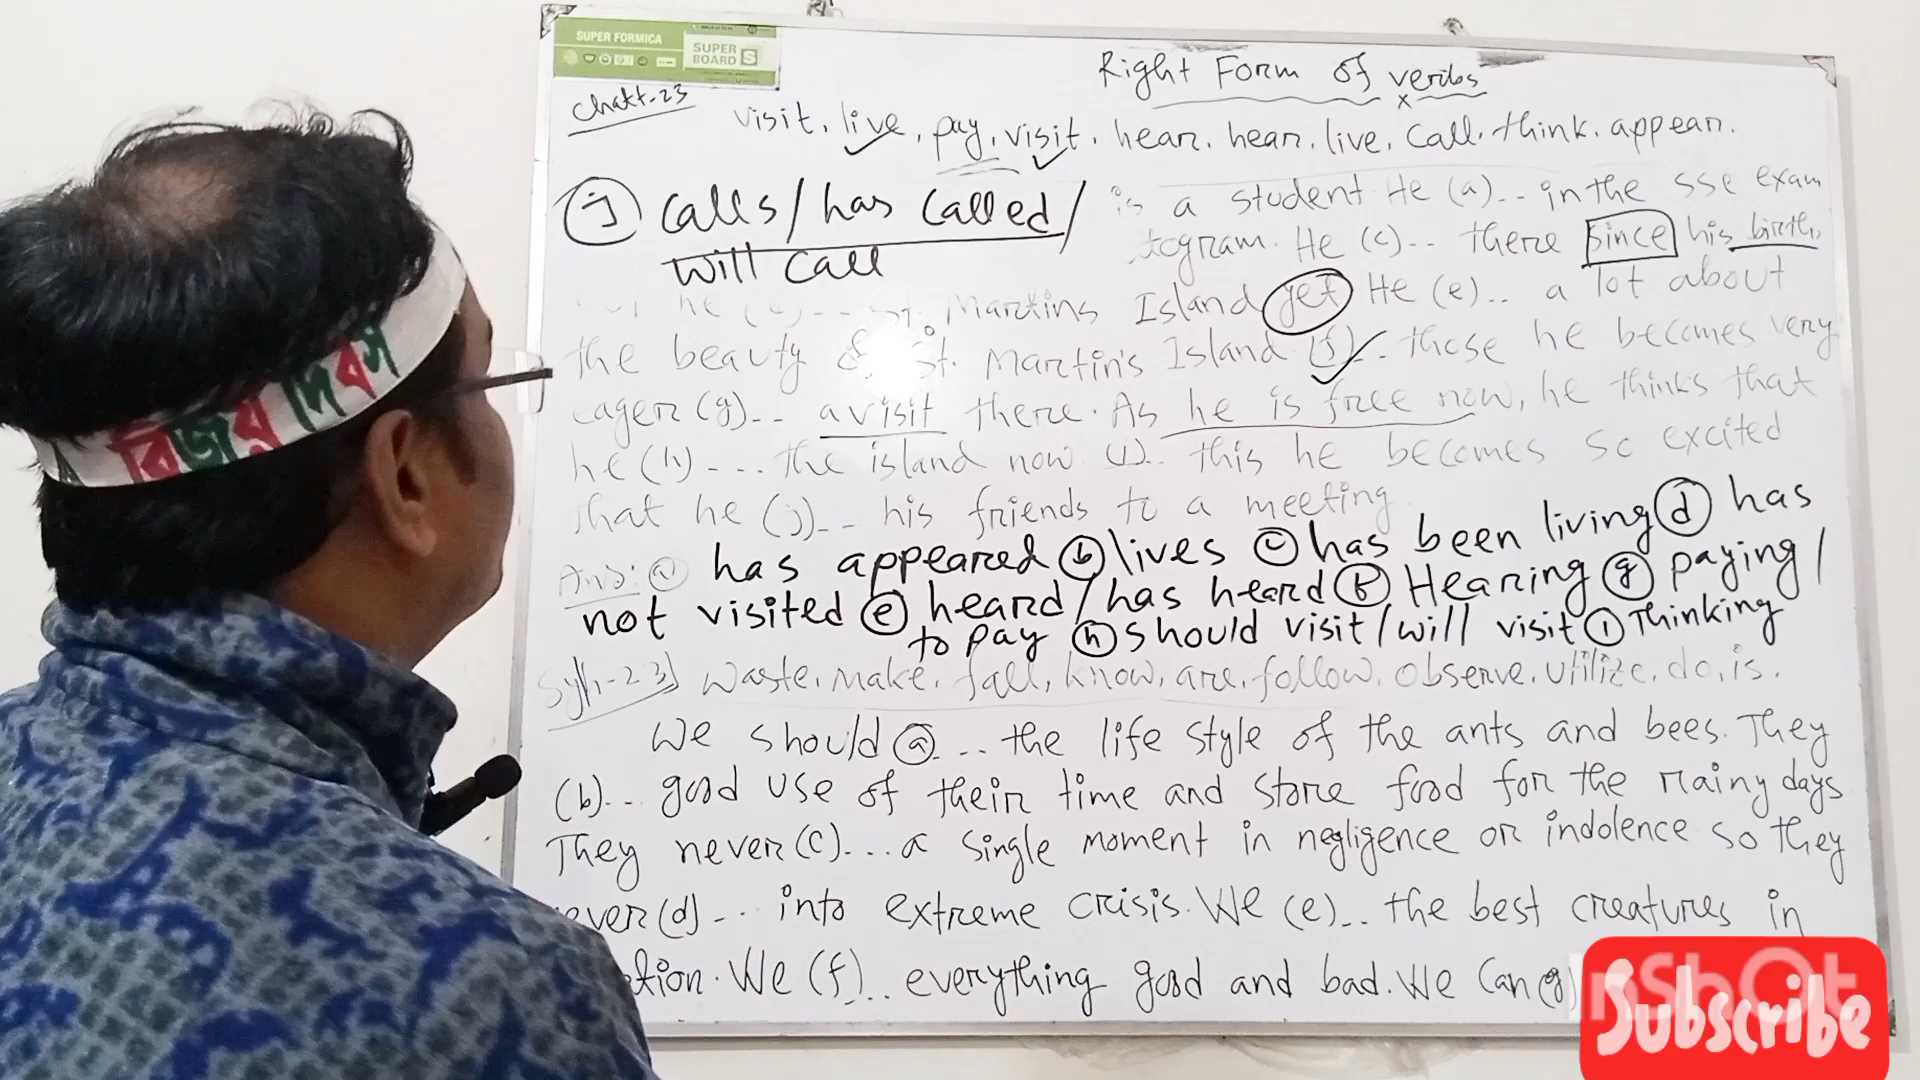 SUPER FORMICA
SUPER
BOARD S
Right Form of verbs
x
Chatt-23
visit, live, pay, visit, hear, hear, live, call, think, appear.
(j) calls/has called/
will call
is a student He (a)... in the SSC exam
togram. He (c)... there since his birth,
Martins Island yet He (e)... a lot about
the beauty of St. Martin's Island (f)... those he becomes very
eager (g)... a visit there. As he is free now, he thinks that
he (h)... the island now (i)... this he becomes so excited
that he (j)... his friends to a meeting
Ans: (a) has appeared (b) lives (c) has been living (d) has
not visited (e) heard/has heard (f) Hearing (g) paying/
to pay (h) should visit/will visit (i) Thinking
Syl-23 waste, make, fall, know, are, follow, observe, utilize, do, is.
We should (a)... the life style of the ants and bees. They
(b)... good use of their time and store food for the rainy days
They never (c)... a single moment in negligence or indolence so they
never (d)... into extreme crisis. We (e)... the best creatures in
We (f)... everything good and bad. We can (g)
InShOt
Subscribe
বিজয় দিবস